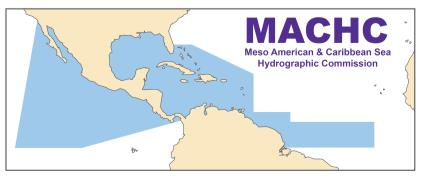 MACHC
Meso American & Caribbean Sea
Hydrographic Commission